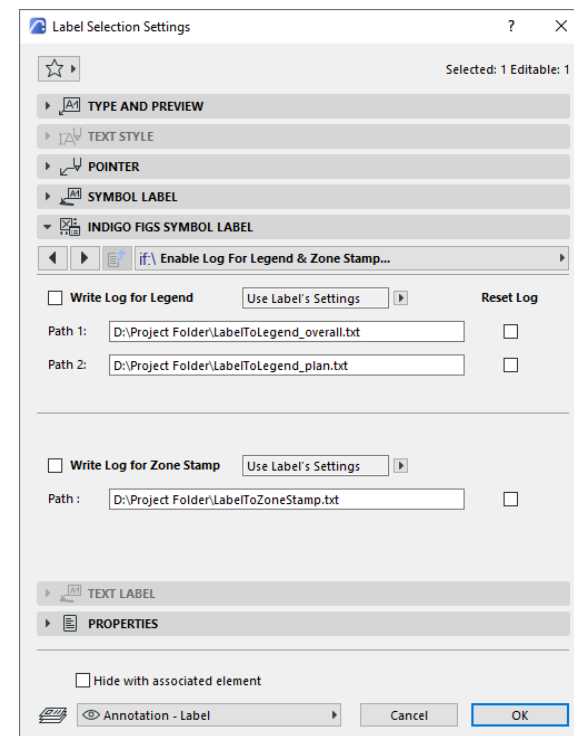 Label Selection Settings ?
Selected: 1 Editable: 1
TYPE AND PREVIEW
TEXT STYLE
POINTER
SYMBOL LABEL
INDIGO FIGS SYMBOL LABEL
if:\ Enable Log For Legend & Zone Stamp...
Write Log for Legend Use Label's Settings Reset Log
Path 1: D:\Project Folder\LabelToLegend_overall.txt
Path 2: D:\Project Folder\LabelToLegend_plan.txt
Write Log for Zone Stamp Use Label's Settings
Path : D:\Project Folder\LabelToZoneStamp.txt
TEXT LABEL
PROPERTIES
Hide with associated element
Annotation - Label Cancel OK